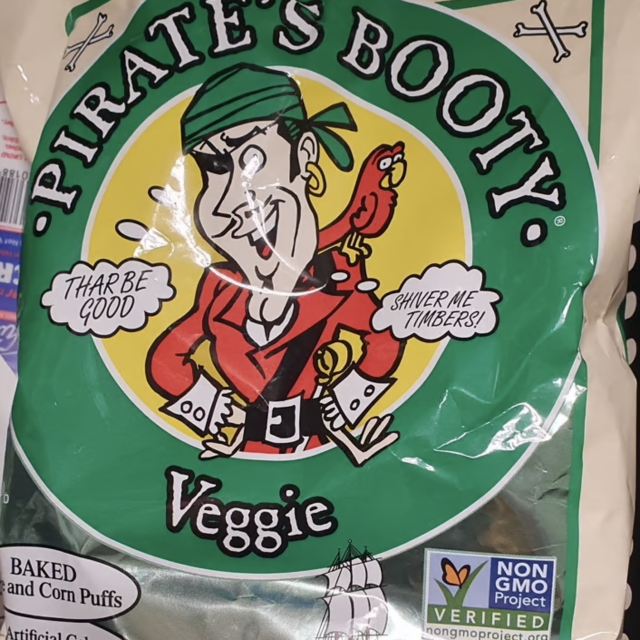 PIRATE'S BOOTY®
THAR BE
GOOD
SHIVER ME
TIMBERS!
Veggie
BAKED
and Corn Puffs
Artificial
NON
GMO
Project
VERIFIED
nongmoproject.org